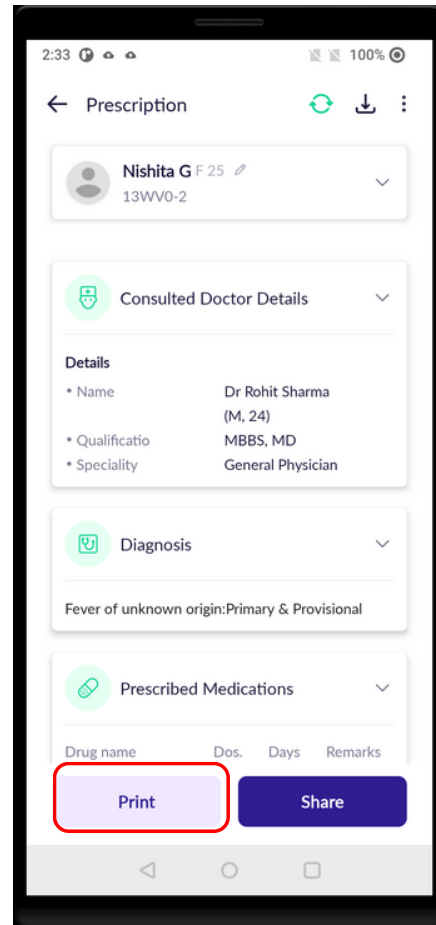 2:33 100%
Prescription
Nishita G F 25
13WV0-2
Consulted Doctor Details
Details
• Name Dr Rohit Sharma
(M, 24)
• Qualificatio MBBS, MD
• Speciality General Physician
Diagnosis
Fever of unknown origin:Primary & Provisional
Prescribed Medications
Drug name Dos. Days Remarks
Print Share